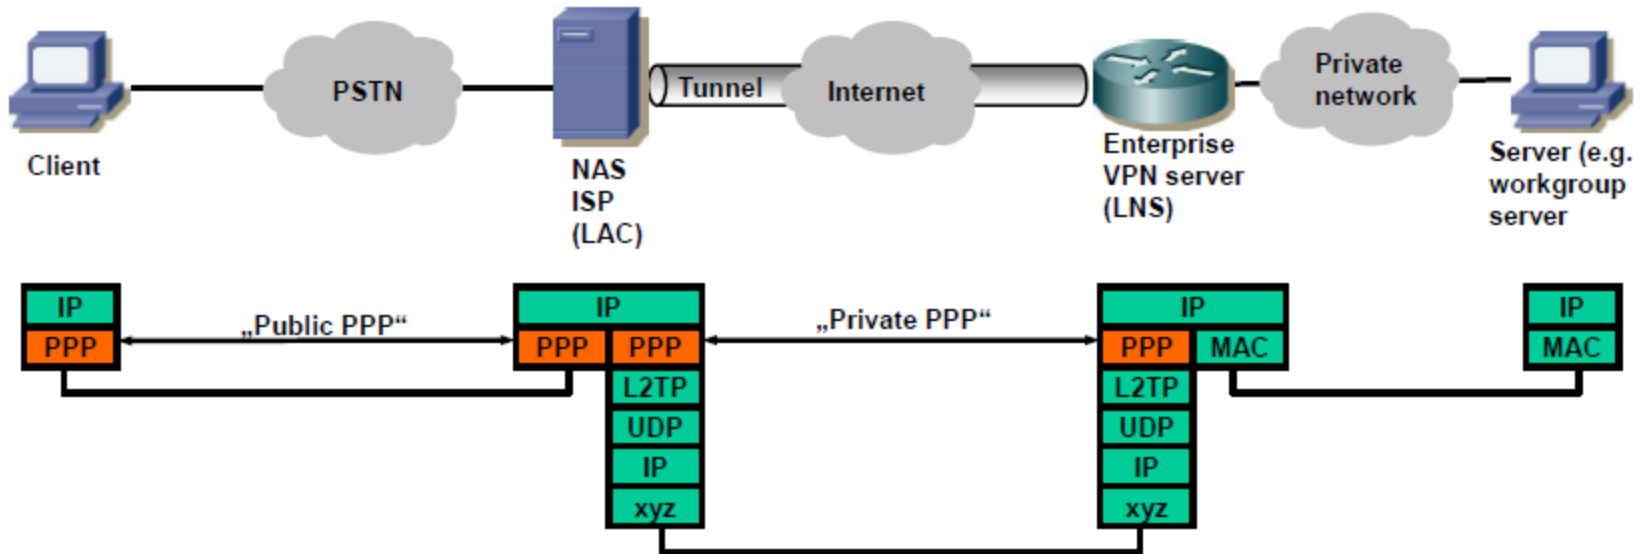 Client
PSTN
NAS
ISP
(LAC)
Tunnel
Internet
Enterprise
VPN server
(LNS)
Private
network
Server (e.g.
workgroup
server
IP
PPP
„Public PPP“
IP
PPP PPP
L2TP
UDP
IP
xyz
„Private PPP“
IP
PPP MAC
L2TP
UDP
IP
xyz
IP
MAC